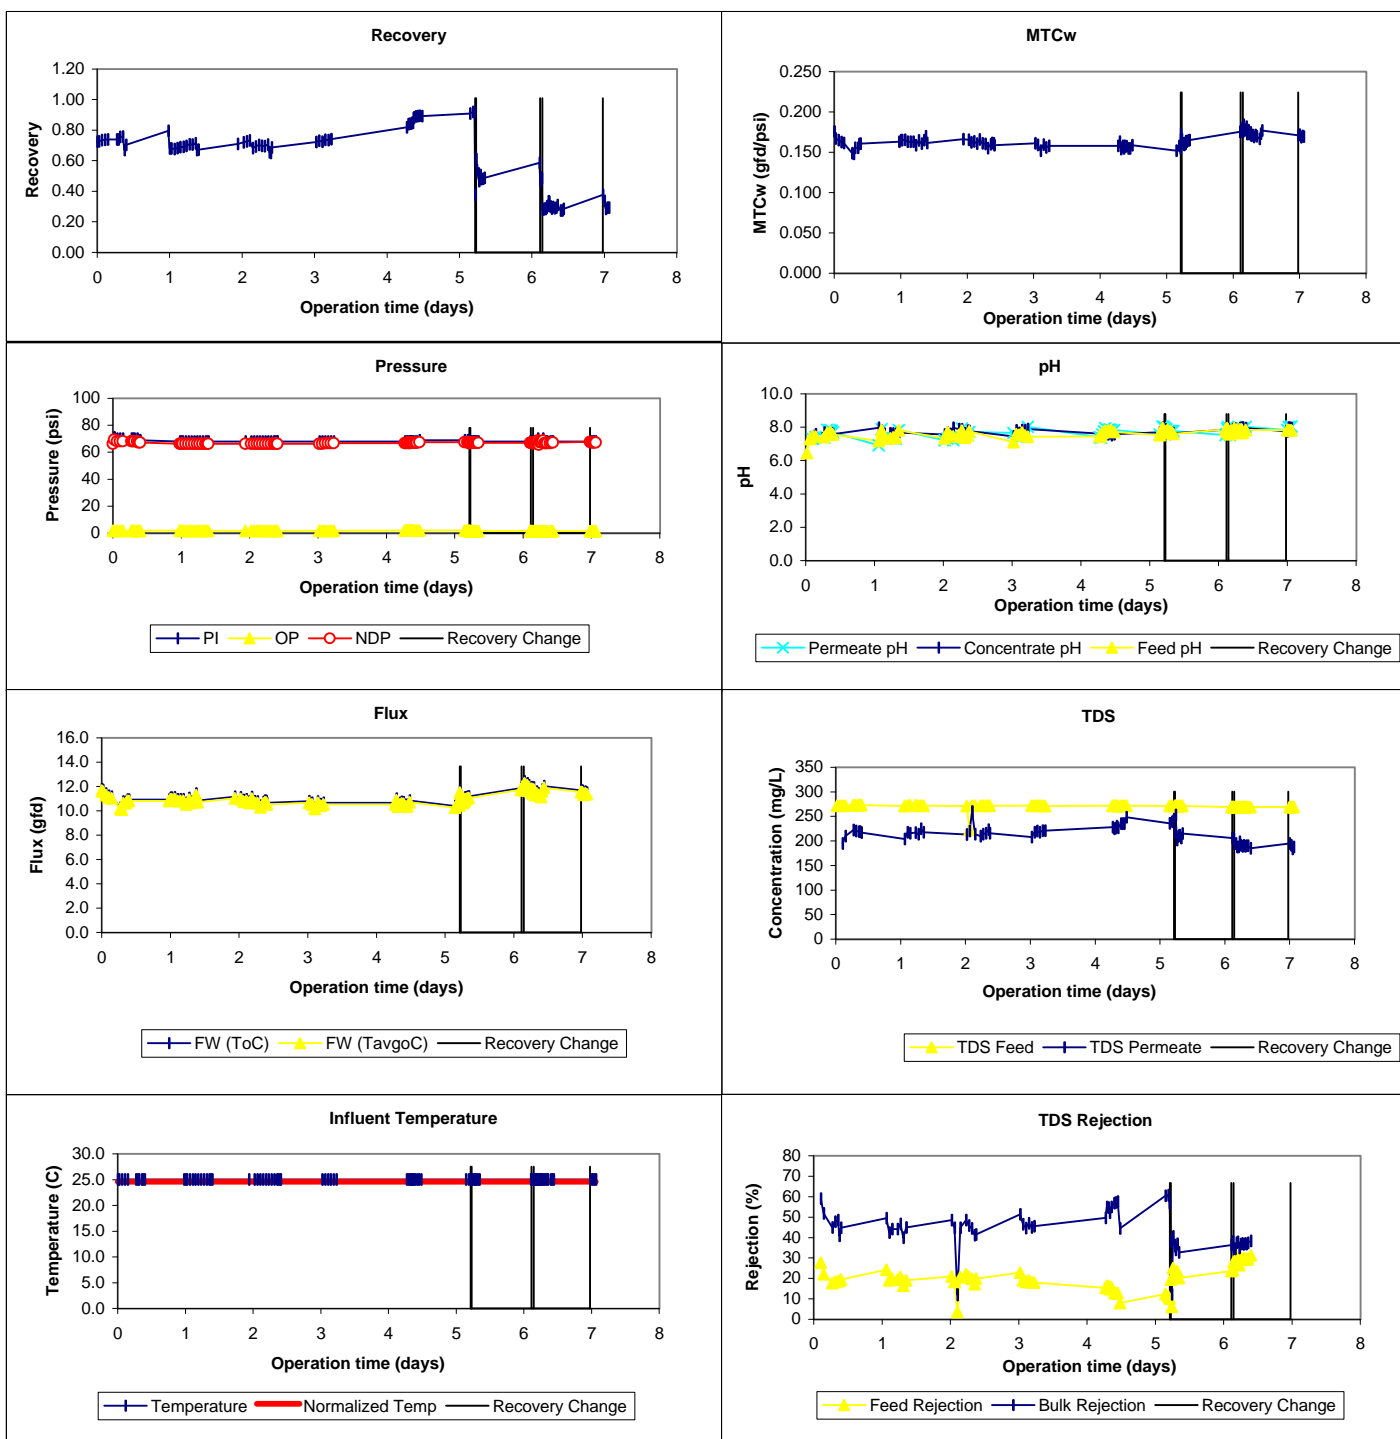 Recovery
1.20
1.00
0.80
0.60
0.40
0.20
0.00
Recovery
0 1 2 3 4 5 6 7 8
Operation time (days)
MTCw
0.250
0.200
0.150
0.100
0.050
0.000
MTCw (gfd/psi)
0 1 2 3 4 5 6 7 8
Operation time (days)
Pressure
100
80
60
40
20
0
Pressure (psi)
0 1 2 3 4 5 6 7 8
Operation time (days)
PI OP NDP Recovery Change
pH
10.0
8.0
6.0
4.0
2.0
0.0
pH
0 1 2 3 4 5 6 7 8
Operation time (days)
Permeate pH Concentrate pH Feed pH Recovery Change
Flux
16.0
14.0
12.0
10.0
8.0
6.0
4.0
2.0
0.0
Flux (gfd)
0 1 2 3 4 5 6 7 8
Operation time (days)
FW (ToC) FW (TavgoC) Recovery Change
TDS
350
300
250
200
150
100
50
0
Concentration (mg/L)
0 1 2 3 4 5 6 7 8
Operation time (days)
TDS Feed TDS Permeate Recovery Change
Influent Temperature
30.0
25.0
20.0
15.0
10.0
5.0
0.0
Temperature (C)
0 1 2 3 4 5 6 7 8
Operation time (days)
Temperature Normalized Temp Recovery Change
TDS Rejection
80
70
60
50
40
30
20
10
0
Rejection (%)
0 1 2 3 4 5 6 7 8
Operation time (days)
Feed Rejection Bulk Rejection Recovery Change